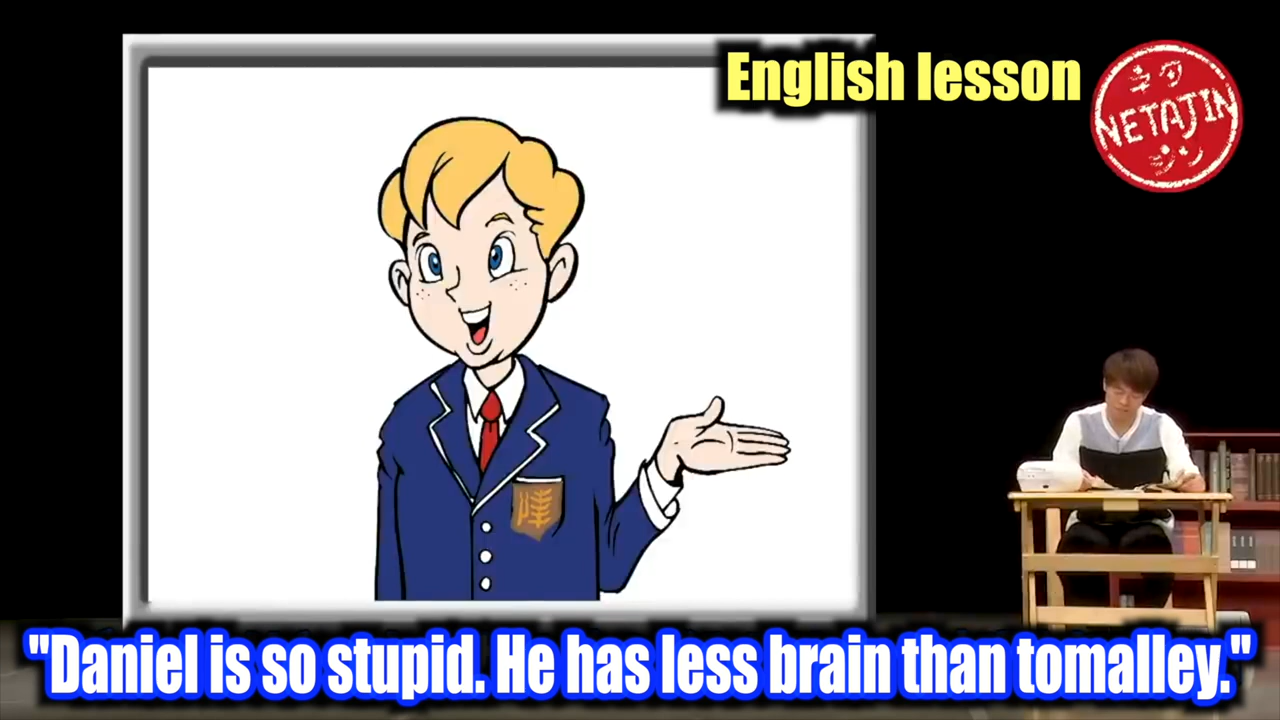 English lesson
ネタ
NETAJIN
ジン
"Daniel is so stupid. He has less brain than tomalley."